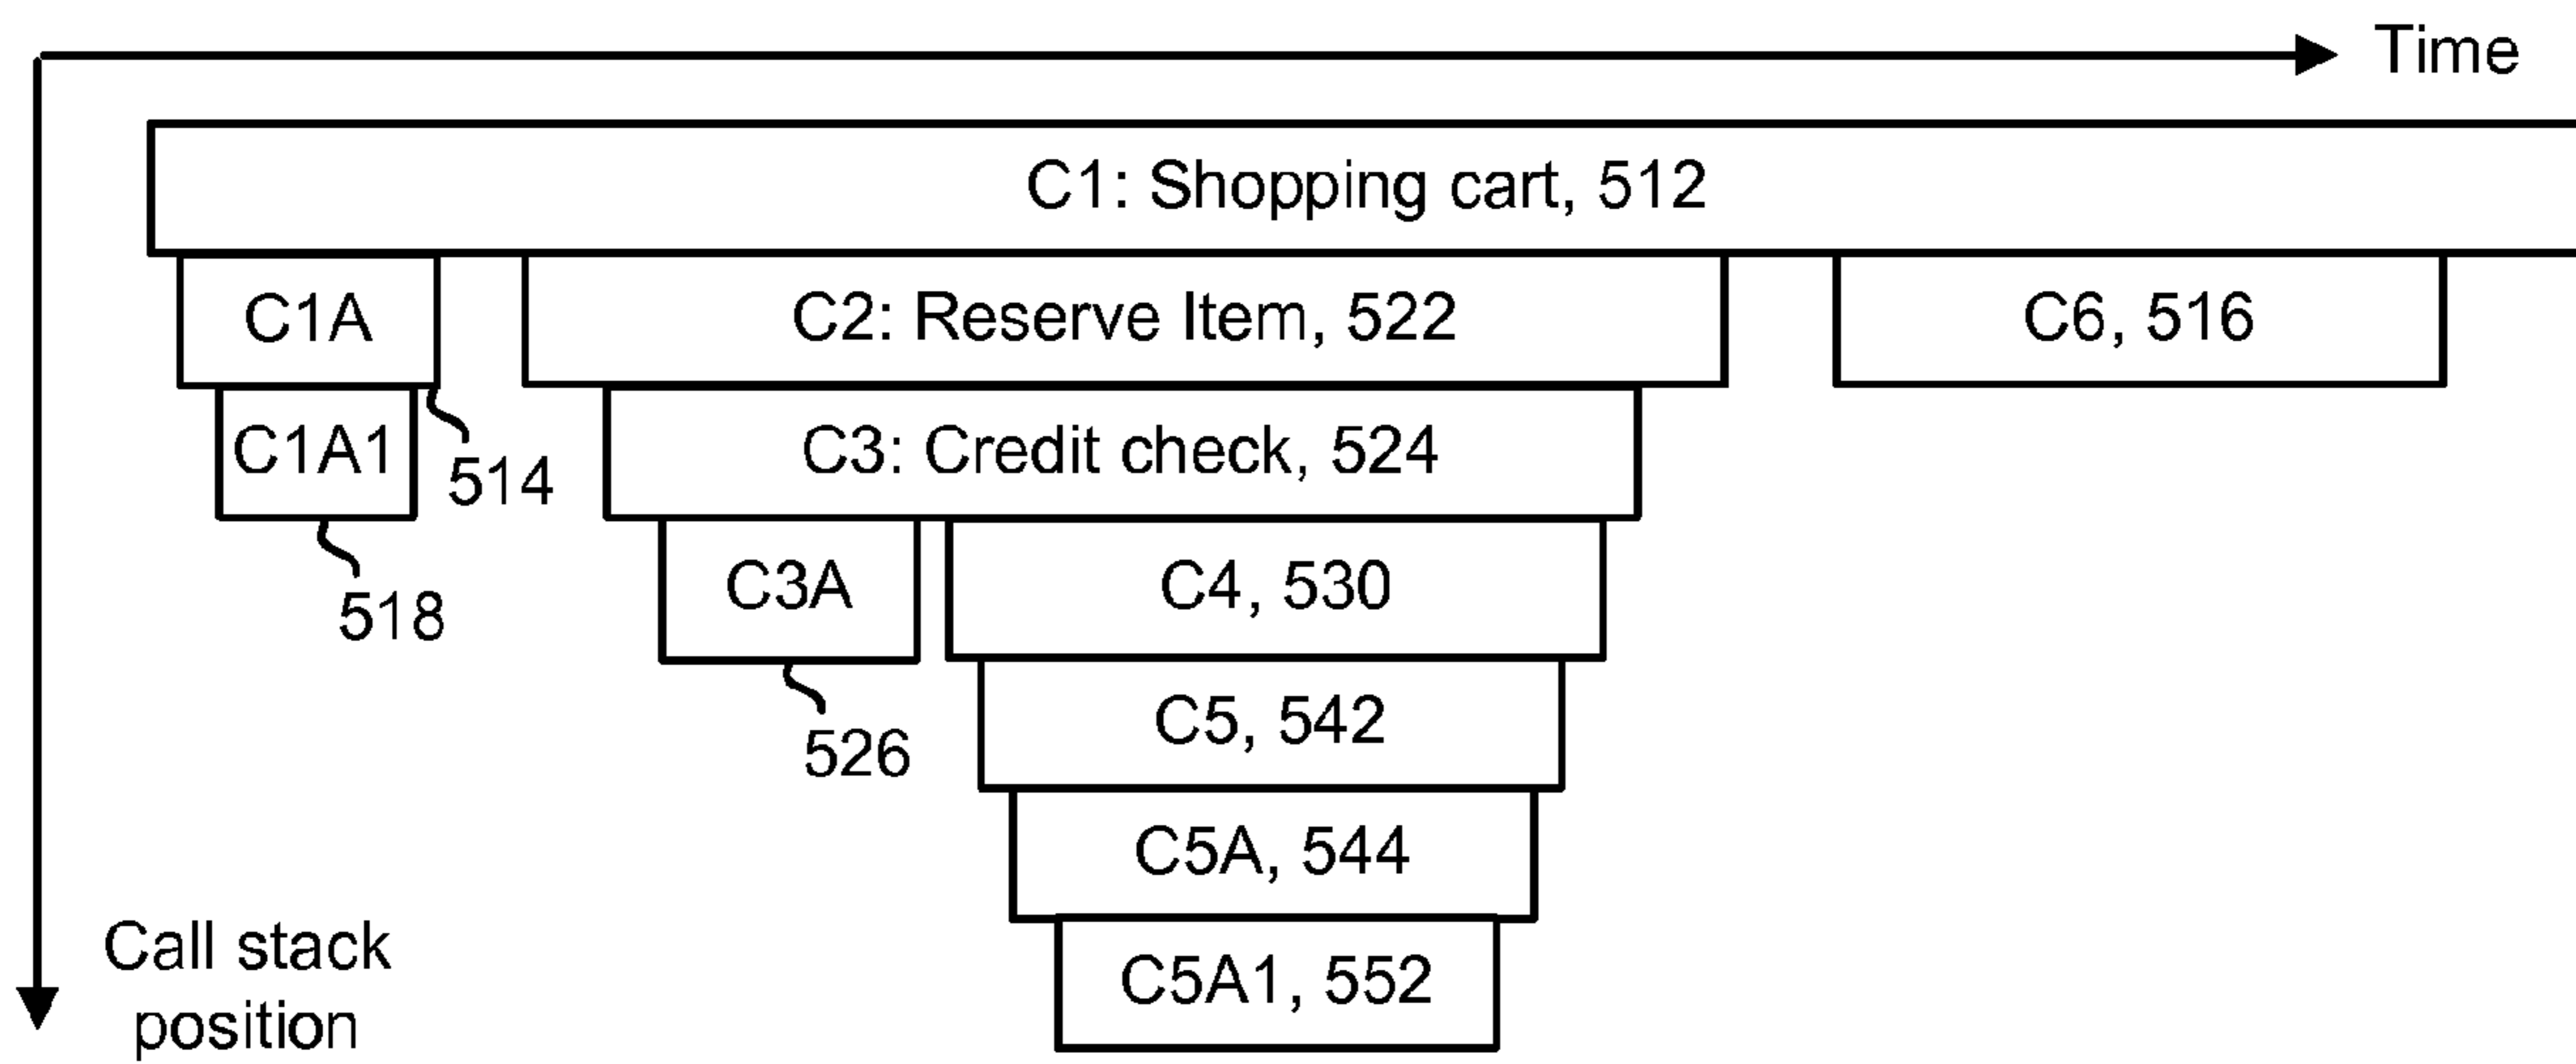 Time
C1: Shopping cart, 512
C1A
C2: Reserve Item, 522
C6, 516
C1A1
514
C3: Credit check, 524
518
C3A
C4, 530
526
C5, 542
C5A, 544
Call stack
position
C5A1, 552